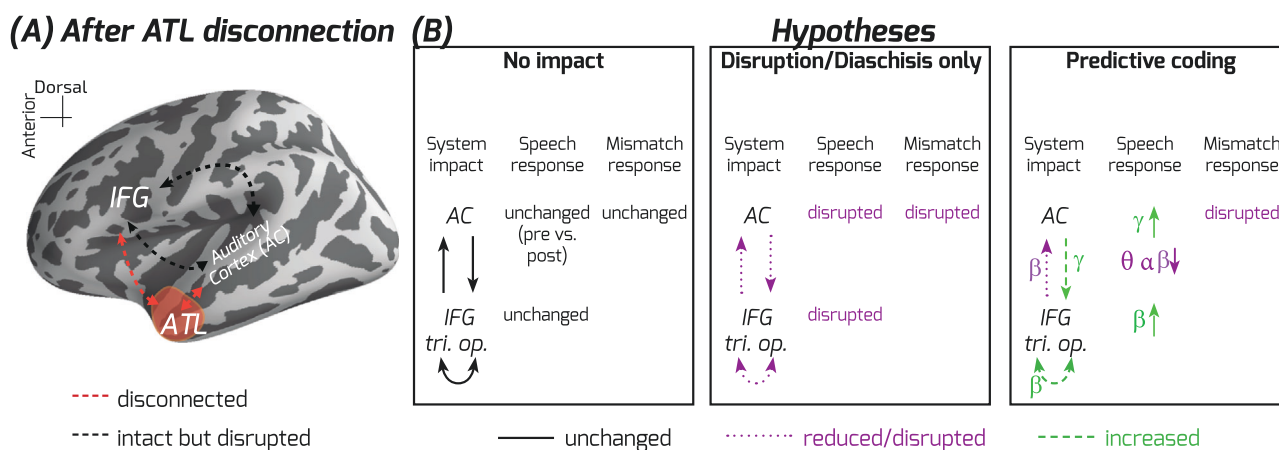 (A) After ATL disconnection
Dorsal
Anterior
IFG
Auditory
Cortex (AC)
ATL
disconnected
intact but disrupted
(B)
Hypotheses
No impact
System
impact
Speech
response
Mismatch
response
AC
unchanged
(pre vs.
post)
unchanged
IFG
tri. op.
unchanged
Disruption/Diaschisis only
System
impact
Speech
response
Mismatch
response
AC
disrupted
disrupted
IFG
tri. op.
disrupted
Predictive coding
System
impact
Speech
response
Mismatch
response
AC
γ
disrupted
β
γ
θ α β
IFG
tri. op.
β
β
unchanged
reduced/disrupted
increased